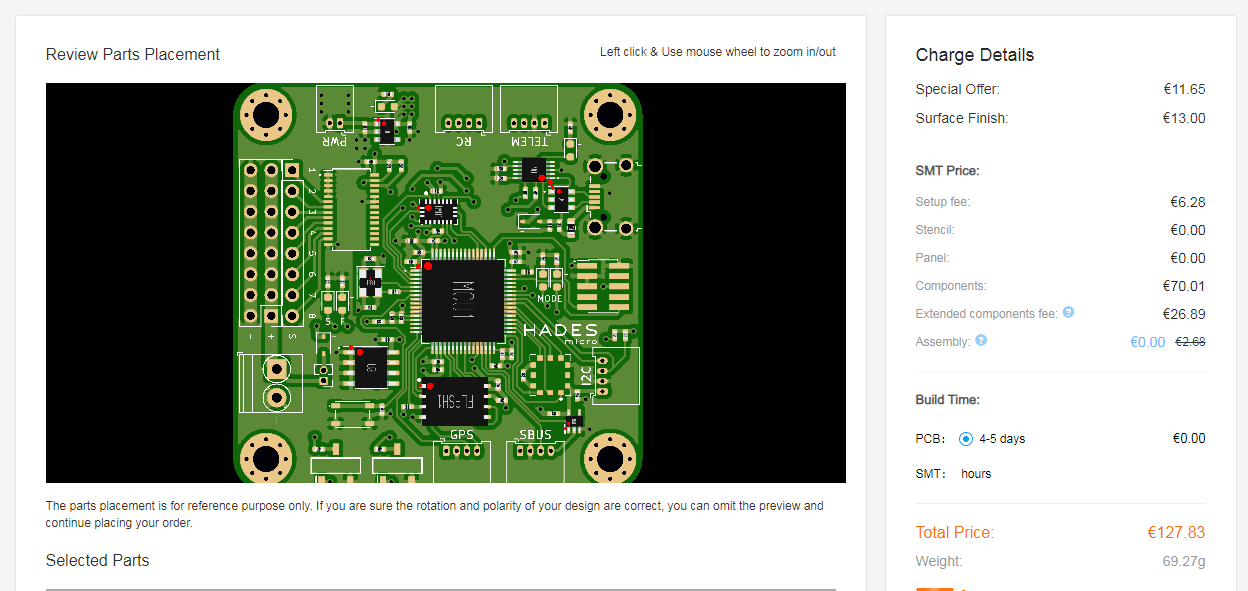 Review Parts Placement
Left click & Use mouse wheel to zoom in/out
PWR
RC
TELEM
1
2
3
4
5
6
7
8
S
F
- + S
MCU1
MODE
HADES
micro
U3
FLASH1
I2C
GPS
SBUS
The parts placement is for reference purpose only. If you are sure the rotation and polarity of your design are correct, you can omit the preview and
continue placing your order.
Selected Parts
Charge Details
Special Offer: €11.65
Surface Finish: €13.00
SMT Price:
Setup fee: €6.28
Stencil: €0.00
Panel: €0.00
Components: €70.01
Extended components fee: ? €26.89
Assembly: ? €0.00 €2.68
Build Time:
PCB: 4-5 days €0.00
SMT: hours
Total Price: €127.83
Weight: 69.27g